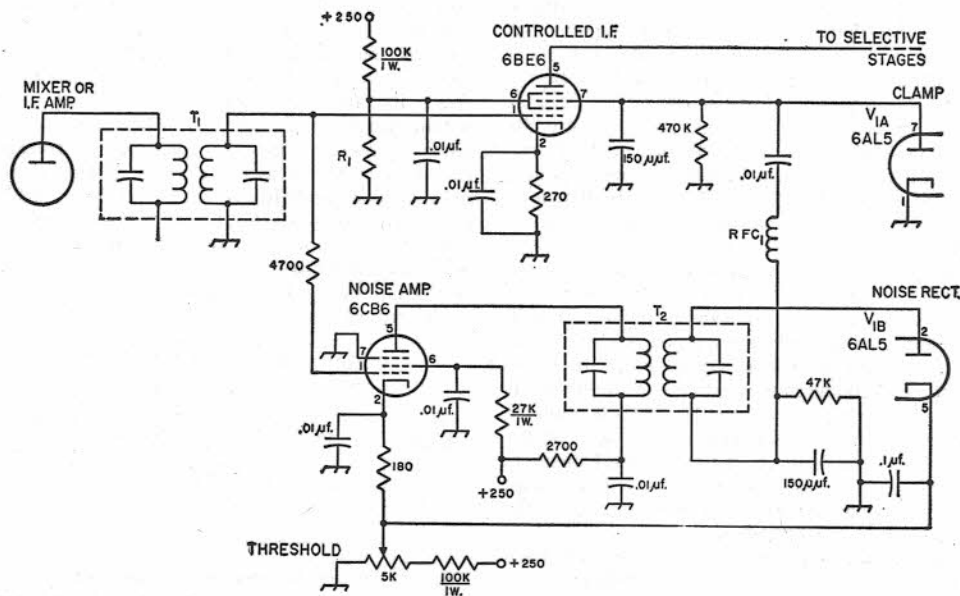 +250
100K
1W.
CONTROLLED I.F.
6BE6
TO SELECTIVE
STAGES
MIXER OR
I.F. AMP.
T1
5
6
1
7
2
R1
.01µf.
.01µf.
270
150µµf.
470K
.01µf.
CLAMP
V1A
6AL5
7
1
RFC1
4700
NOISE AMP.
6CB6
5
7
1
6
2
T2
NOISE RECT.
V1B
6AL5
2
5
.01µf.
.01µf.
27K
1W.
47K
180
2700
+250
.01µf.
150µµf.
.1µf.
THRESHOLD
5K
100K
1W.
+250